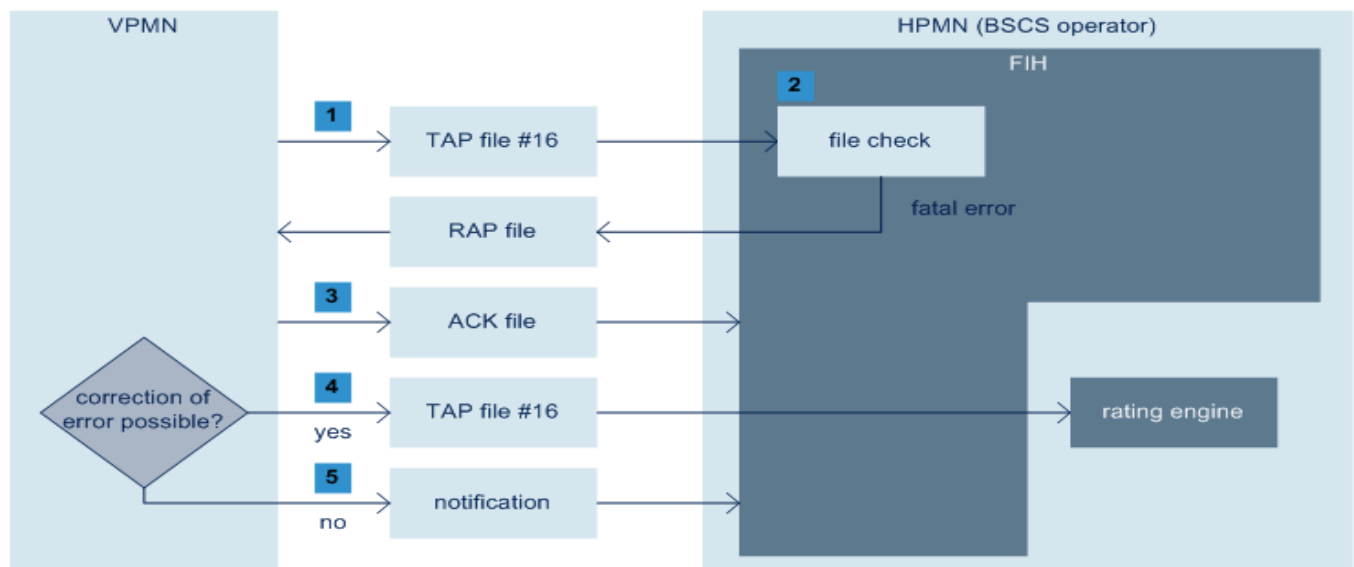 VPMN
HPMN (BSCS operator)
FIH
1
2
TAP file #16
file check
fatal error
RAP file
3
ACK file
correction of
error possible?
4
yes
TAP file #16
rating engine
5
no
notification